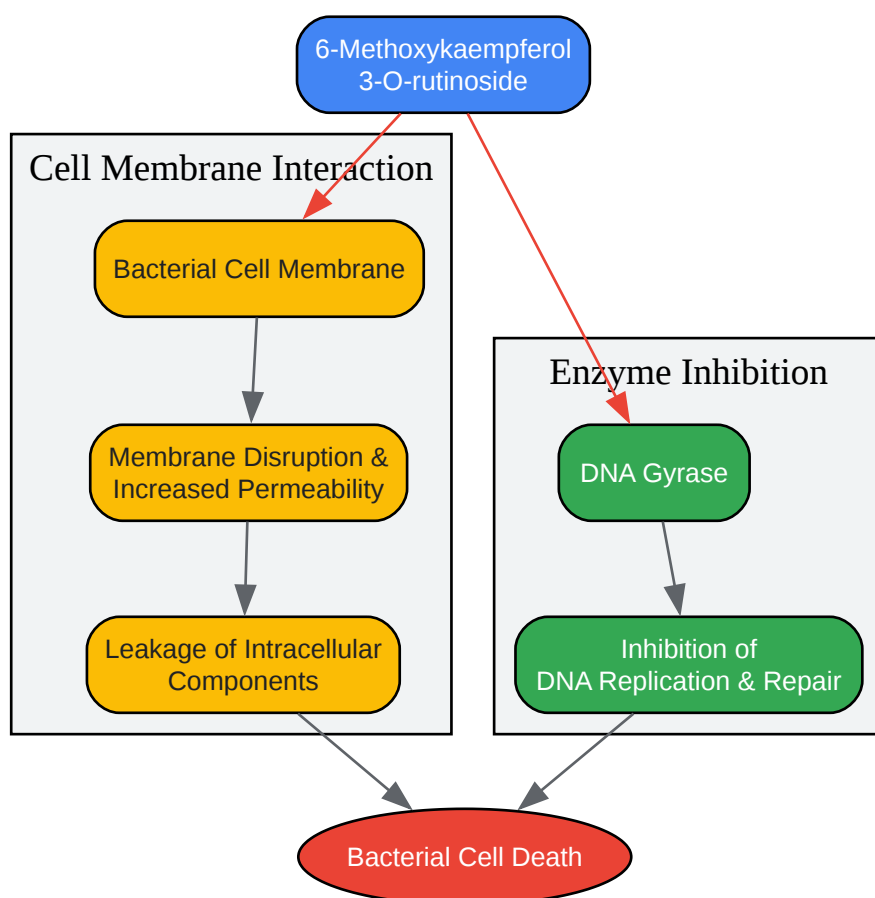 6-Methoxykaempferol
3-O-rutinoside
Cell Membrane Interaction
Bacterial Cell Membrane
Membrane Disruption &
Increased Permeability
Leakage of Intracellular
Components
Enzyme Inhibition
DNA Gyrase
Inhibition of
DNA Replication & Repair
Bacterial Cell Death